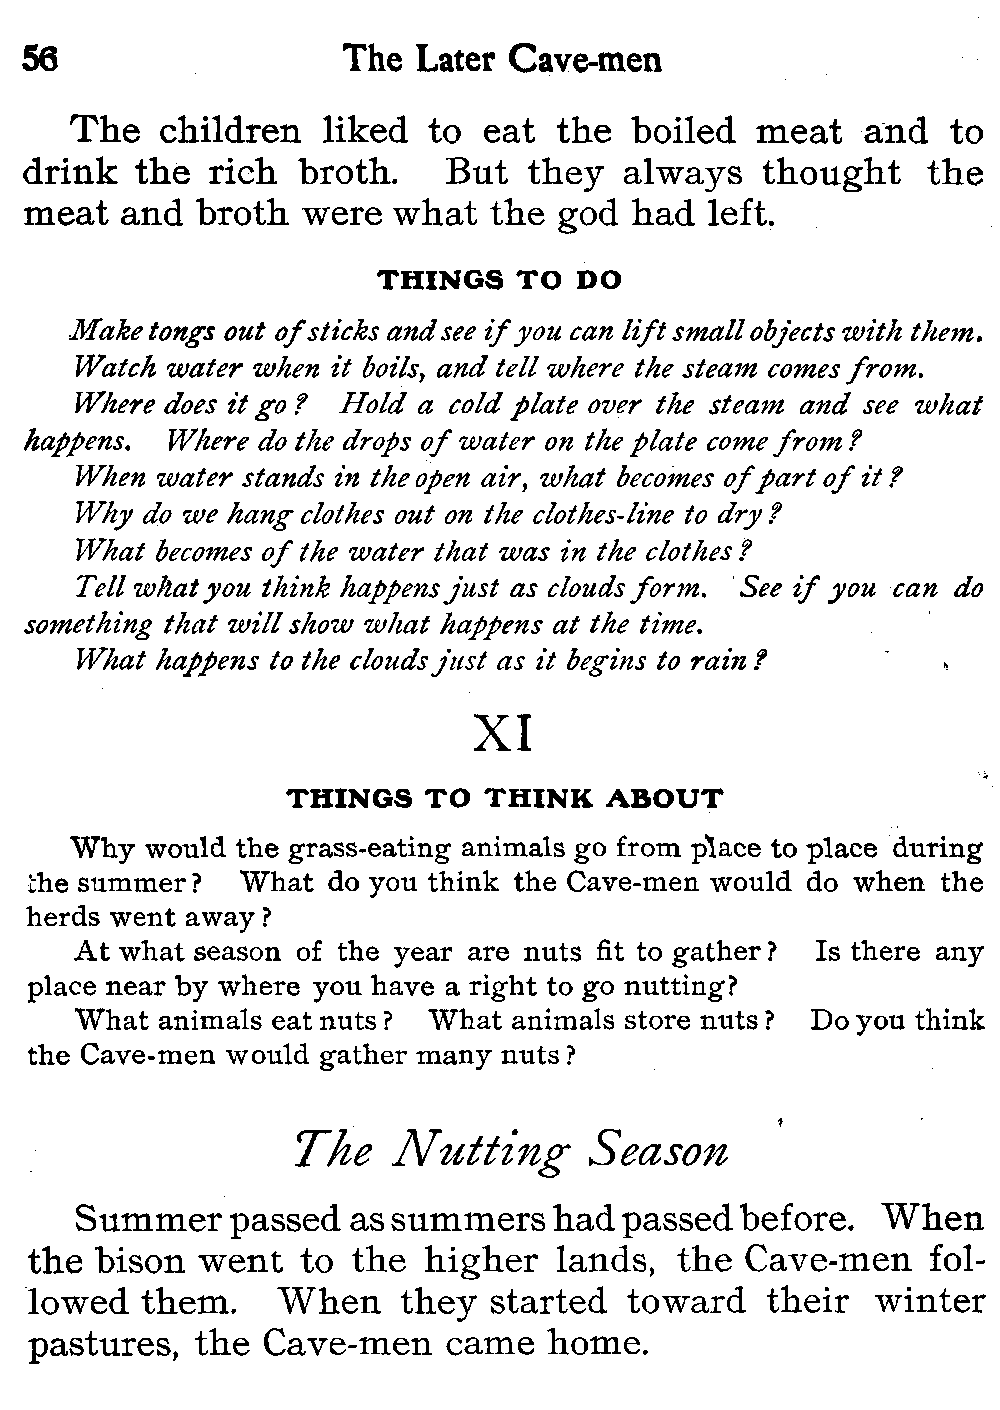 56 The Later Cave-men
The children liked to eat the boiled meat and to
drink the rich broth. But they always thought the
meat and broth were what the god had left.
THINGS TO DO
Make tongs out of sticks and see if you can lift small objects with them.
Watch water when it boils, and tell where the steam comes from.
Where does it go? Hold a cold plate over the steam and see what
happens. Where do the drops of water on the plate come from?
When water stands in the open air, what becomes of part of it?
Why do we hang clothes out on the clothes-line to dry?
What becomes of the water that was in the clothes?
Tell what you think happens just as clouds form. See if you can do
something that will show what happens at the time.
What happens to the clouds just as it begins to rain?
XI
THINGS TO THINK ABOUT
Why would the grass-eating animals go from place to place during
the summer? What do you think the Cave-men would do when the
herds went away?
At what season of the year are nuts fit to gather? Is there any
place near by where you have a right to go nutting?
What animals eat nuts? What animals store nuts? Do you think
the Cave-men would gather many nuts?
The Nutting Season
Summer passed as summers had passed before. When
the bison went to the higher lands, the Cave-men fol-
lowed them. When they started toward their winter
pastures, the Cave-men came home.